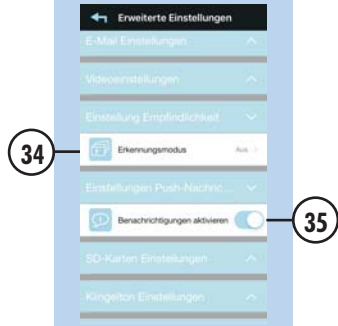 Erweiterte Einstellungen
E-Mail Einstellungen
Videoeinstellungen
Einstellung Empfindlichkeit
34
Erkennungsmodus Aus
Einstellungen Push-Nachric...
Benachrichtigungen aktivieren
35
SD-Karten Einstellungen
Klingelton Einstellungen